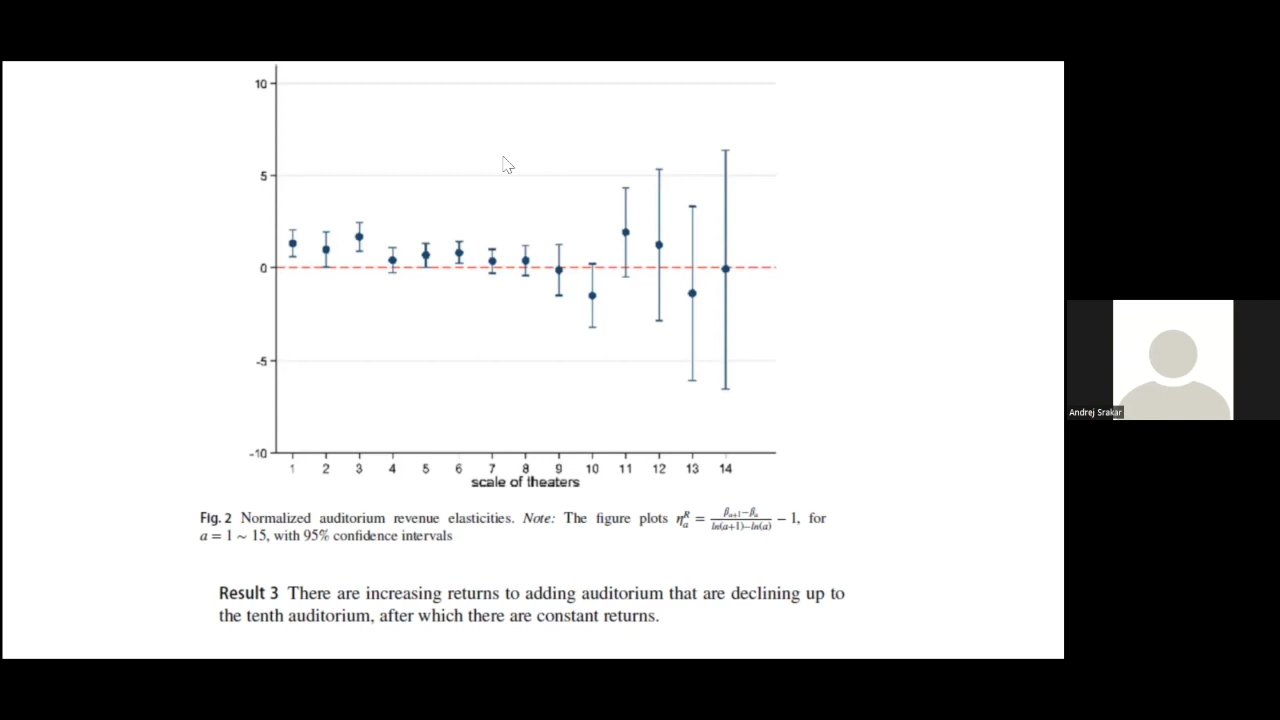 10
5
0
-5
-10
1 2 3 4 5 6 7 8 9 10 11 12 13 14
scale of theaters
Fig. 2 Normalized auditorium revenue elasticities. Note: The figure plots η_a^R = (β_{a+1}−β_a)/(ln(a+1)−ln(a)) − 1, for
a = 1 ~ 15, with 95% confidence intervals
Result 3 There are increasing returns to adding auditorium that are declining up to
the tenth auditorium, after which there are constant returns.
Andrej Srakar